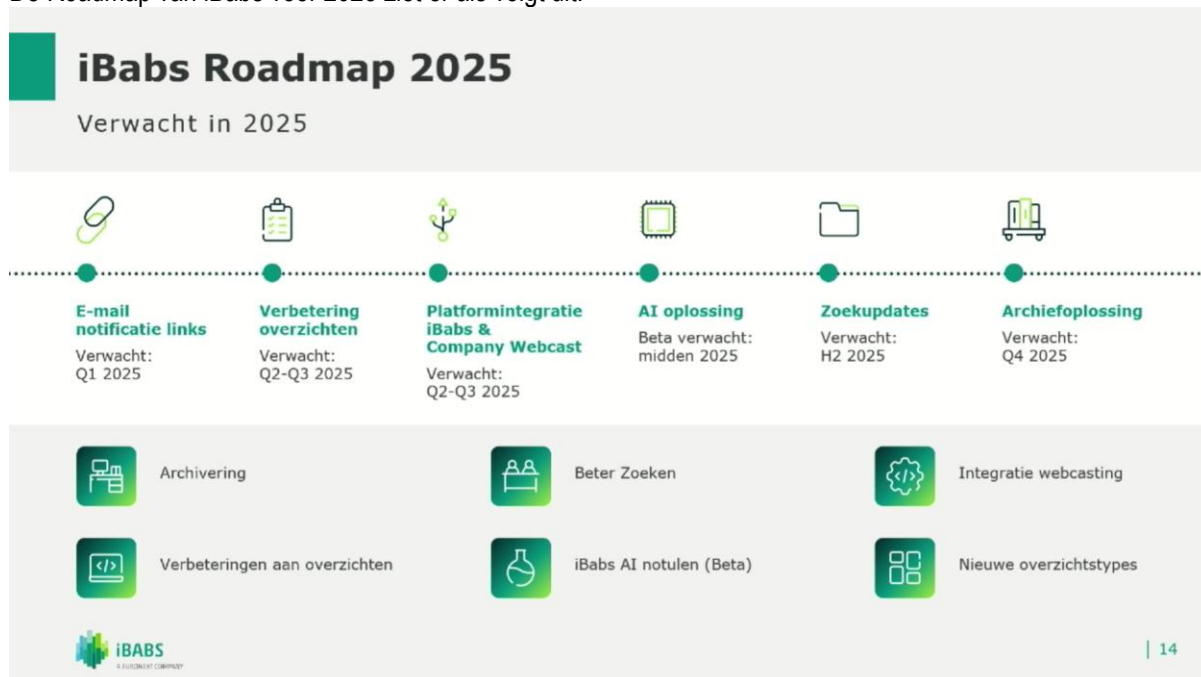 De Roadmap van iBabs voor 2025 ziet er als volgt uit:
iBabs Roadmap 2025
Verwacht in 2025
E-mail
notificatie links
Verwacht:
Q1 2025
Verbetering
overzichten
Verwacht:
Q2-Q3 2025
Platformintegratie
iBabs &
Company Webcast
Verwacht:
Q2-Q3 2025
AI oplossing
Beta verwacht:
midden 2025
Zoekupdates
Verwacht:
H2 2025
Archiefoplossing
Verwacht:
Q4 2025
Archivering
Beter Zoeken
Integratie webcasting
Verbeteringen aan overzichten
iBabs AI notulen (Beta)
Nieuwe overzichtstypes
iBABS
A EURONEXT COMPANY
| 14